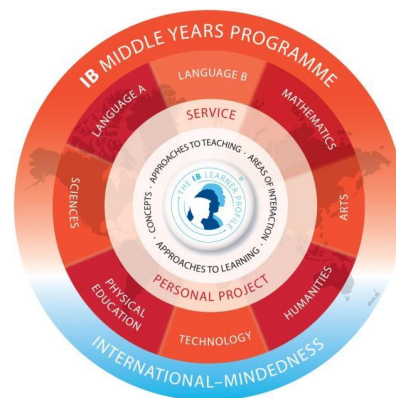 IB MIDDLE YEARS PROGRAMME
LANGUAGE A
LANGUAGE B
MATHEMATICS
SCIENCES
ARTS
PHYSICAL EDUCATION
TECHNOLOGY
HUMANITIES
SERVICE
PERSONAL PROJECT
CONCEPTS · APPROACHES TO TEACHING · AREAS OF INTERACTION ·
APPROACHES TO LEARNING ·
THE IB LEARNER PROFILE
INTERNATIONAL–MINDEDNESS